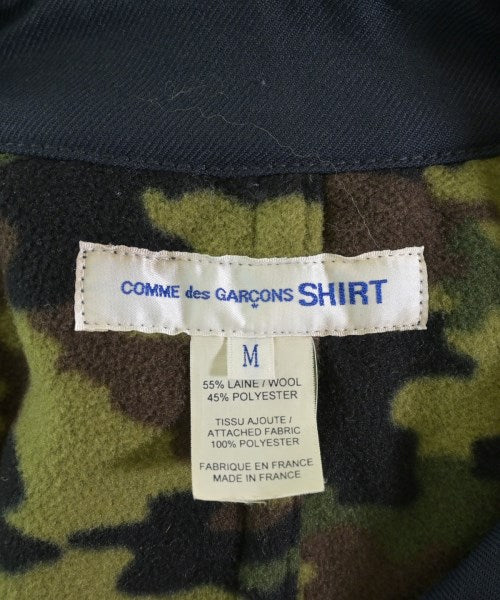 COMME des GARÇONS SHIRT
M
55% LAINE / WOOL
45% POLYESTER
TISSU AJOUTE /
ATTACHED FABRIC
100% POLYESTER
FABRIQUE EN FRANCE
MADE IN FRANCE